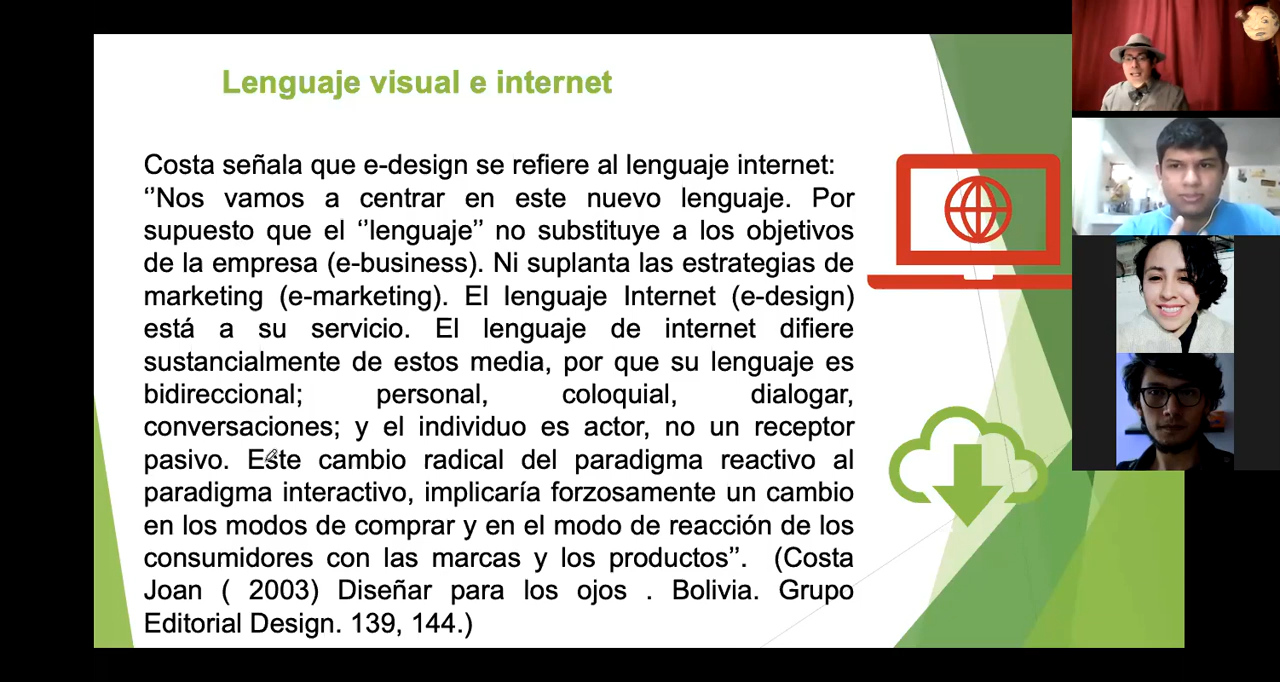 Lenguaje visual e internet
Costa señala que e-design se refiere al lenguaje internet:
‘’Nos vamos a centrar en este nuevo lenguaje. Por
supuesto que el ‘’lenguaje’’ no substituye a los objetivos
de la empresa (e-business). Ni suplanta las estrategias de
marketing (e-marketing). El lenguaje Internet (e-design)
está a su servicio. El lenguaje de internet difiere
sustancialmente de estos media, por que su lenguaje es
bidireccional; personal, coloquial, dialogar,
conversaciones; y el individuo es actor, no un receptor
pasivo. Este cambio radical del paradigma reactivo al
paradigma interactivo, implicaría forzosamente un cambio
en los modos de comprar y en el modo de reacción de los
consumidores con las marcas y los productos’’. (Costa
Joan ( 2003) Diseñar para los ojos . Bolivia. Grupo
Editorial Design. 139, 144.)